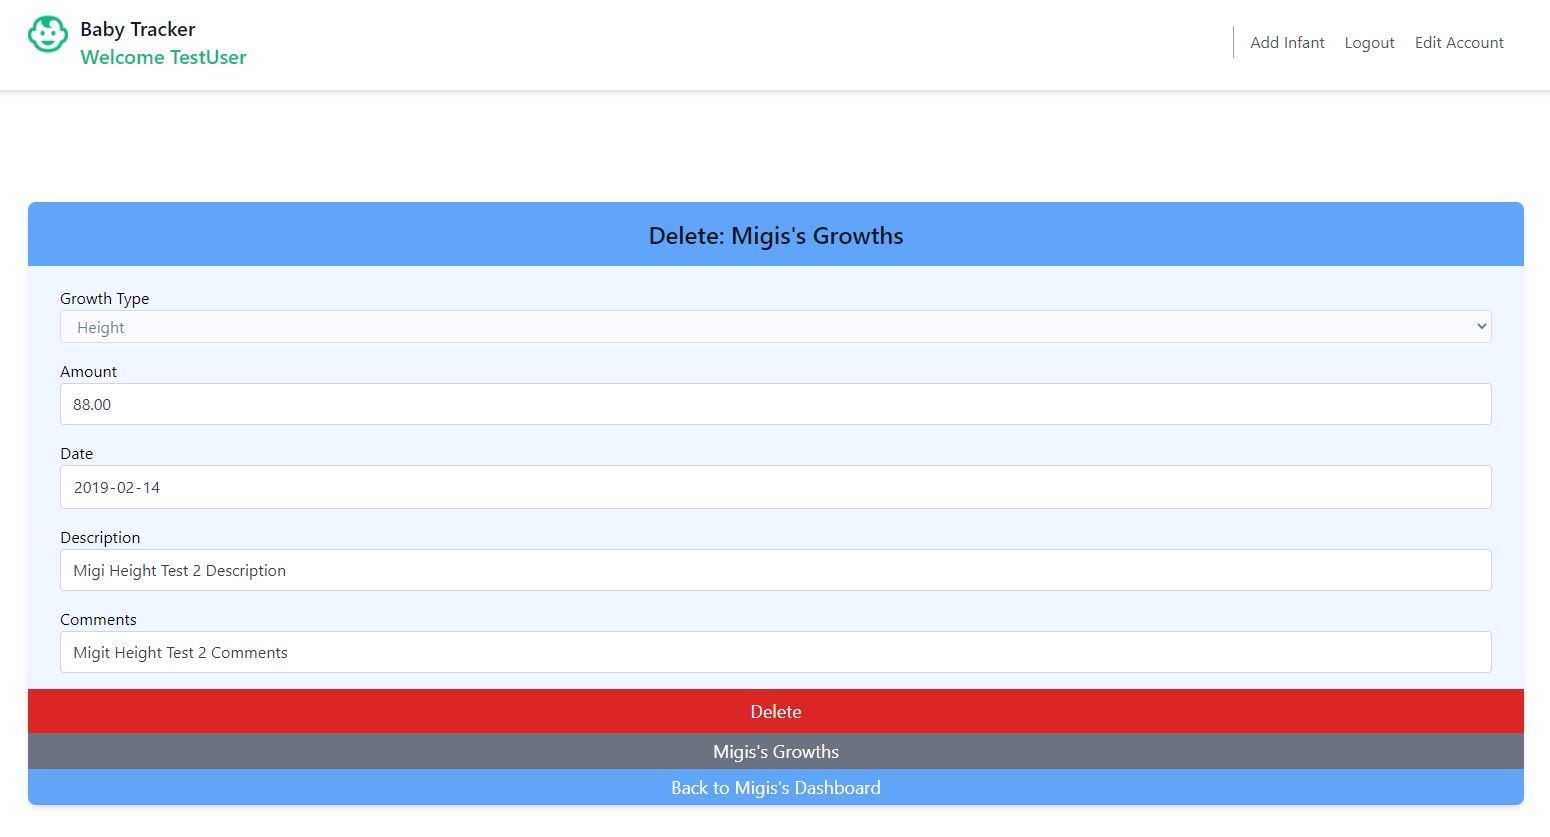 Baby Tracker
Welcome TestUser
Add Infant Logout Edit Account
Delete: Migis's Growths
Growth Type
Height
Amount
88.00
Date
2019-02-14
Description
Migi Height Test 2 Description
Comments
Migit Height Test 2 Comments
Delete
Migis's Growths
Back to Migis's Dashboard